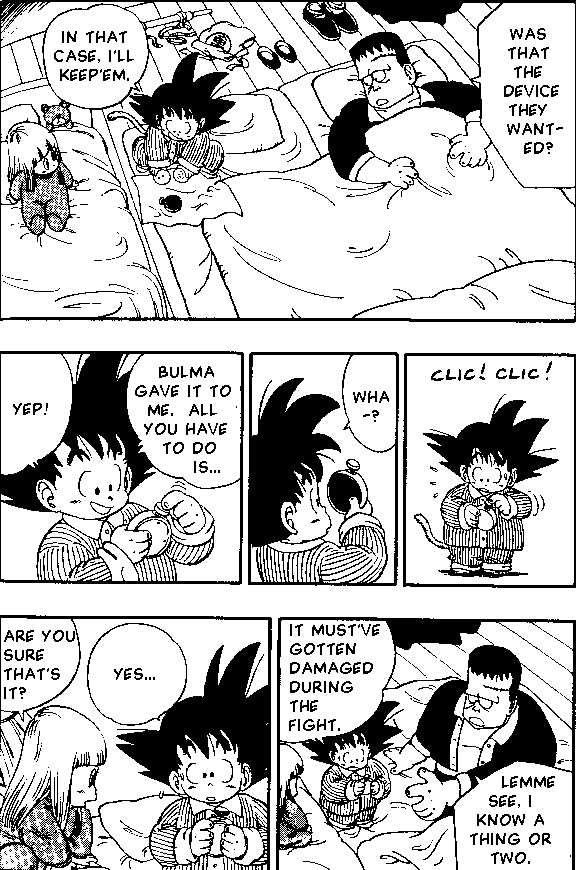 IN THAT
CASE, I'LL
KEEP'EM.
WAS
THAT
THE
DEVICE
THEY
WANT-
ED?
YEP!
BULMA
GAVE IT TO
ME. ALL
YOU HAVE
TO DO
IS...
WHA
-?
CLIC! CLIC!
ARE YOU
SURE
THAT'S
IT?
YES...
IT MUST'VE
GOTTEN
DAMAGED
DURING
THE
FIGHT.
LEMME
SEE, I
KNOW A
THING OR
TWO.